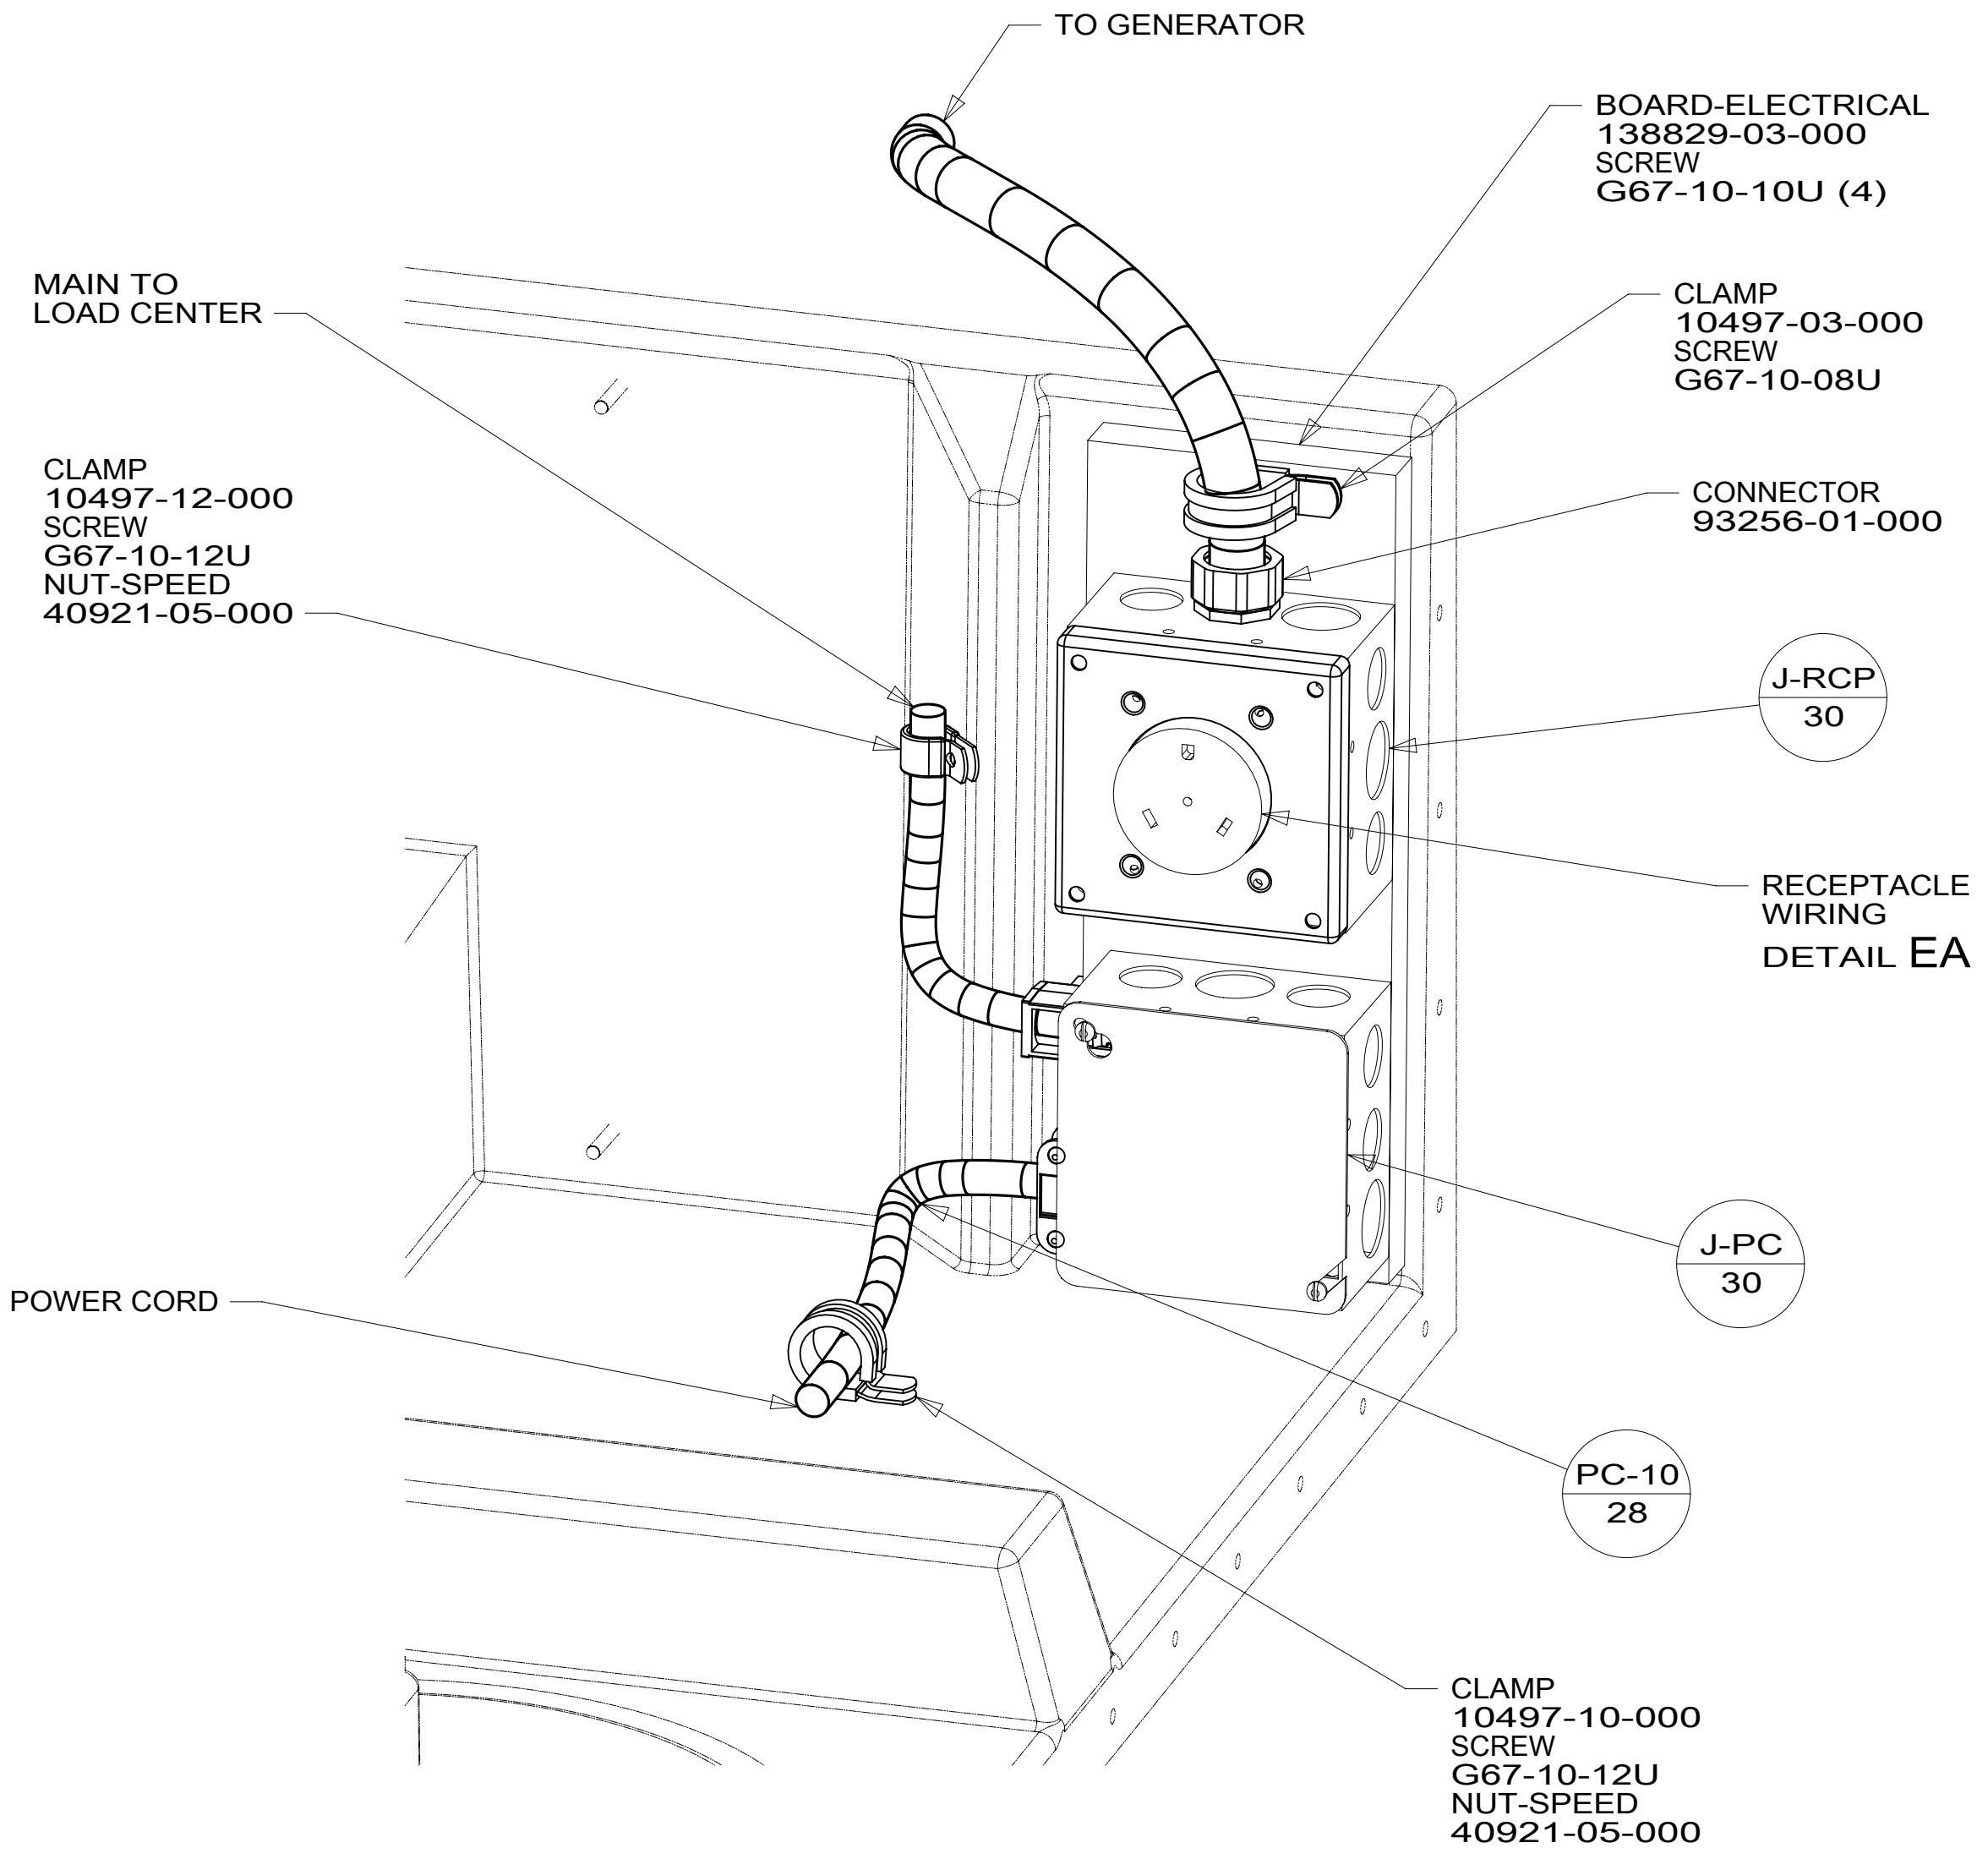 TO GENERATOR
BOARD-ELECTRICAL
138829-03-000
SCREW
G67-10-10U (4)
MAIN TO
LOAD CENTER
CLAMP
10497-03-000
SCREW
G67-10-08U
CLAMP
10497-12-000
SCREW
G67-10-12U
NUT-SPEED
40921-05-000
CONNECTOR
93256-01-000
J-RCP
30
RECEPTACLE
WIRING
DETAIL EA
J-PC
30
POWER CORD
PC-10
28
CLAMP
10497-10-000
SCREW
G67-10-12U
NUT-SPEED
40921-05-000